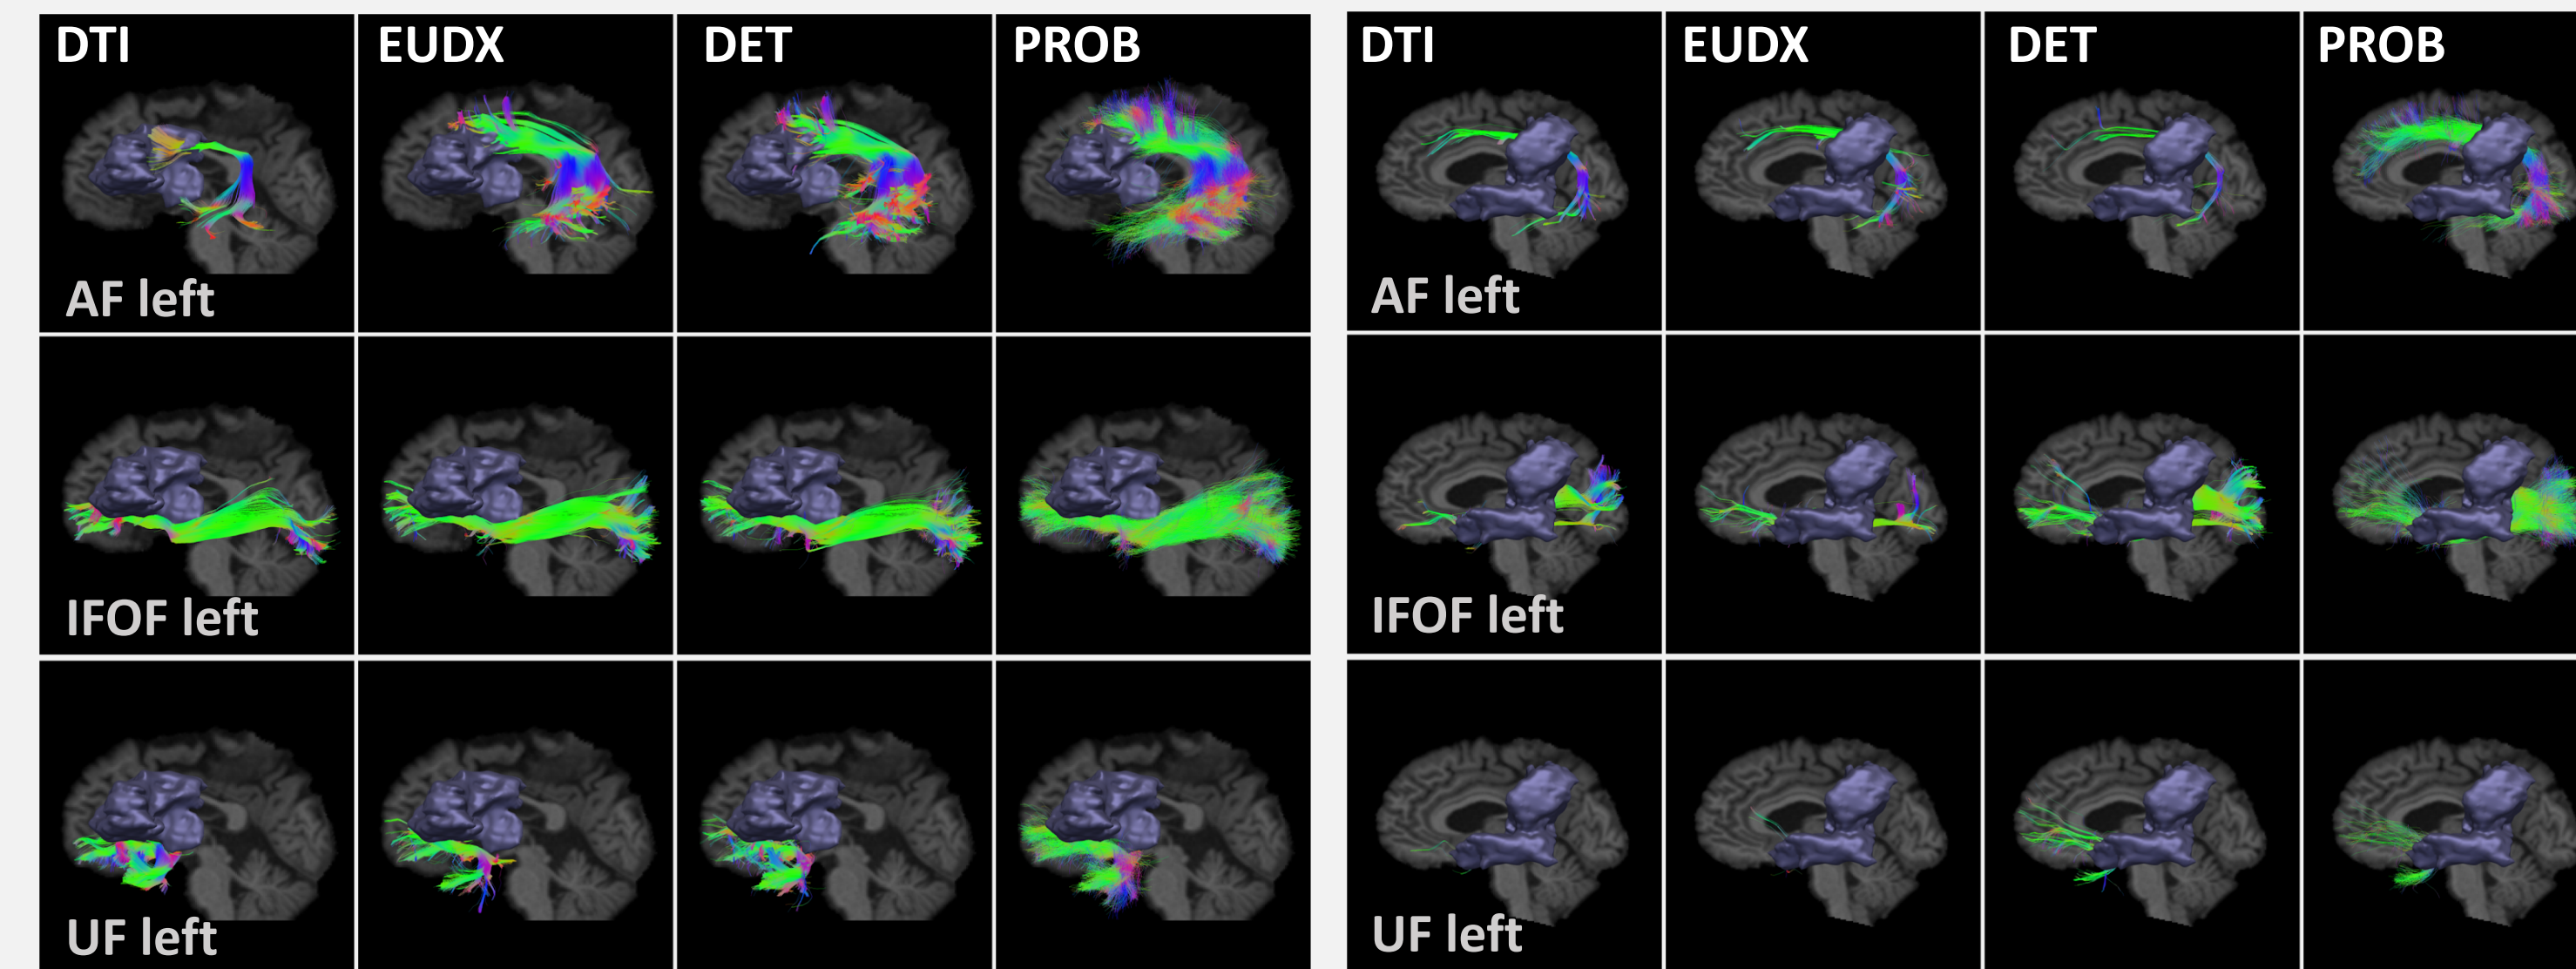 DTI EUDX DET PROB
AF left
IFOF left
UF left
DTI EUDX DET PROB
AF left
IFOF left
UF left